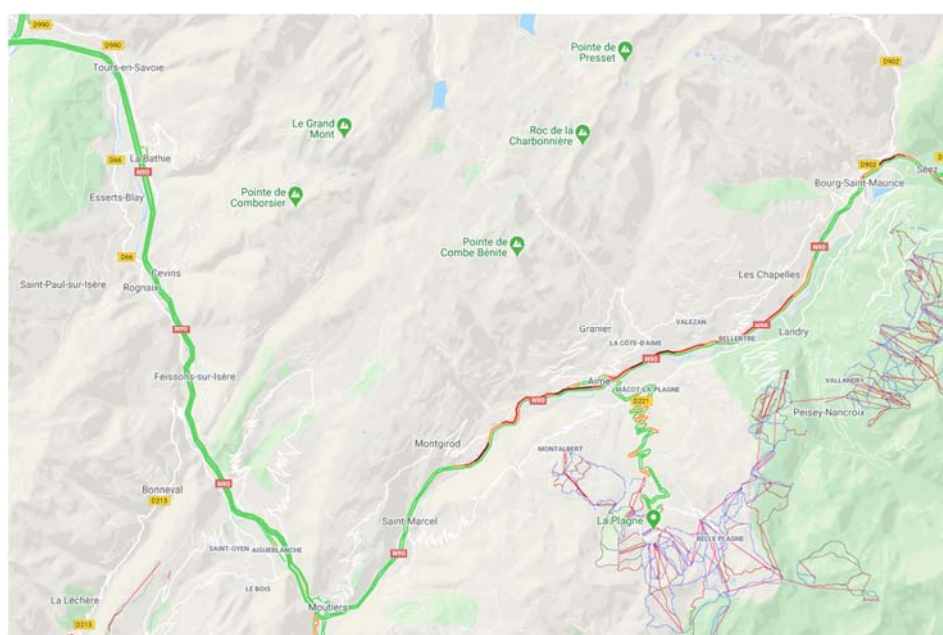 D990
D990
Tours-en-Savoie
Pointe de
Presset
D902
Le Grand
Mont
Roc de la
Charbonnière
D66
La Bathie
N90
Esserts-Blay
Pointe de
Comborsier
D902
Séez
Bourg-Saint-Maurice
Pointe de
Combe Bénite
N90
D66
Cevins
Saint-Paul-sur-Isère
Rognaix
Les Chapelles
N90
Granier
VALEZAN
N90
Landry
LA CÔTE-D'AIME
BELLENTRE
N90
Feissons-sur-Isère
Aime
MÂCOT-LA-PLAGNE
VALLANDRY
N90
D221
Peisey-Nancroix
Montgirod
MONTALBERT
N90
Bonneval
D213
Saint-Marcel
La Plagne
BELLE PLAGNE
SAINT-OYEN
AIGUEBLANCHE
N90
LE BOIS
La Léchère
Moutiers
D213